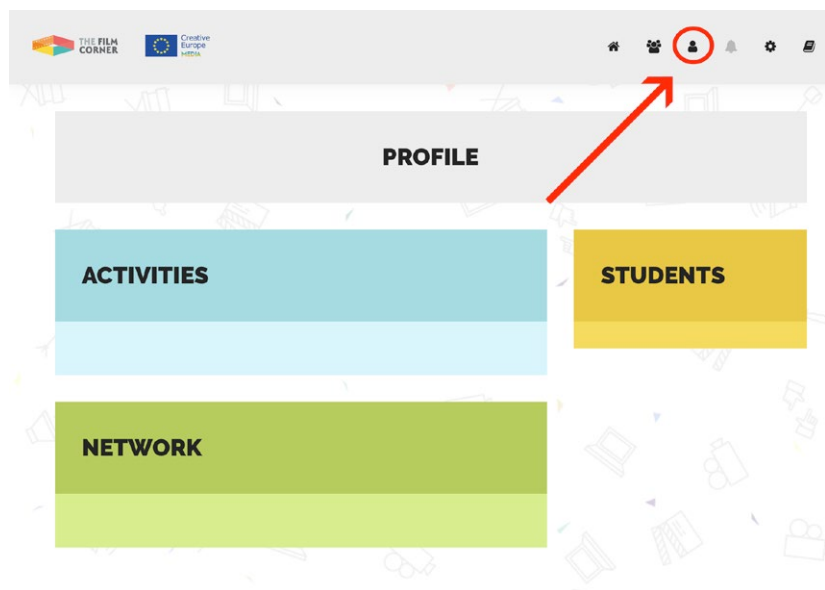 THE FILM
CORNER
Creative
Europe
MEDIA
PROFILE
ACTIVITIES
STUDENTS
NETWORK